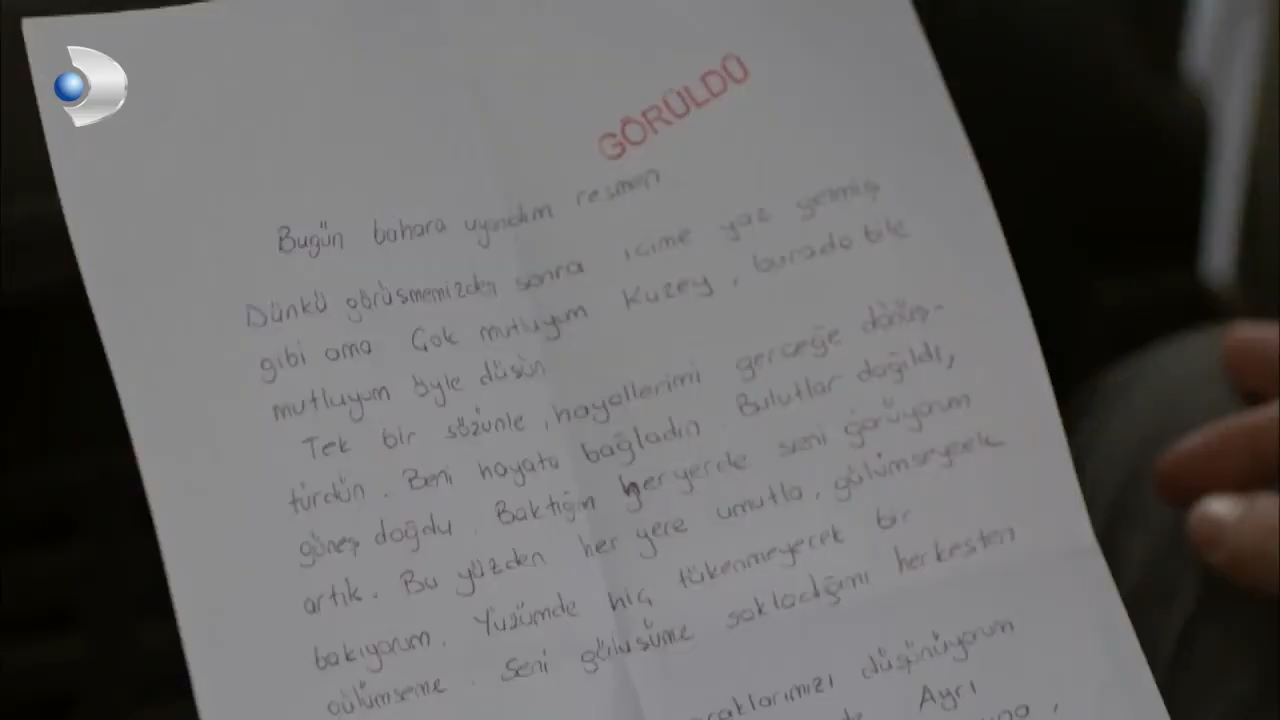 GÖRÜLDÜ
Bugün bahara uyandım resmen
Dünkü görüşmemizden sonra içime yaz gelmiş
gibi ama Çok mutluyum Kuzey, burada bile
mutluyum öyle düşün
Tek bir sözünle, hayallerimi gerçeğe dönüş-
türdün. Beni hayata bağladın Bulutlar dağıldı,
güneş doğdu. Baktığım her yerde seni görüyorum
artık. Bu yüzden her yere umutla, gülümseyerek
bakıyorum. Yüzümde hiç tükenmeyecek bir
gülümseme. Seni gülüşüme sakladığımı herkesten
düşünüyorum
Ayrı